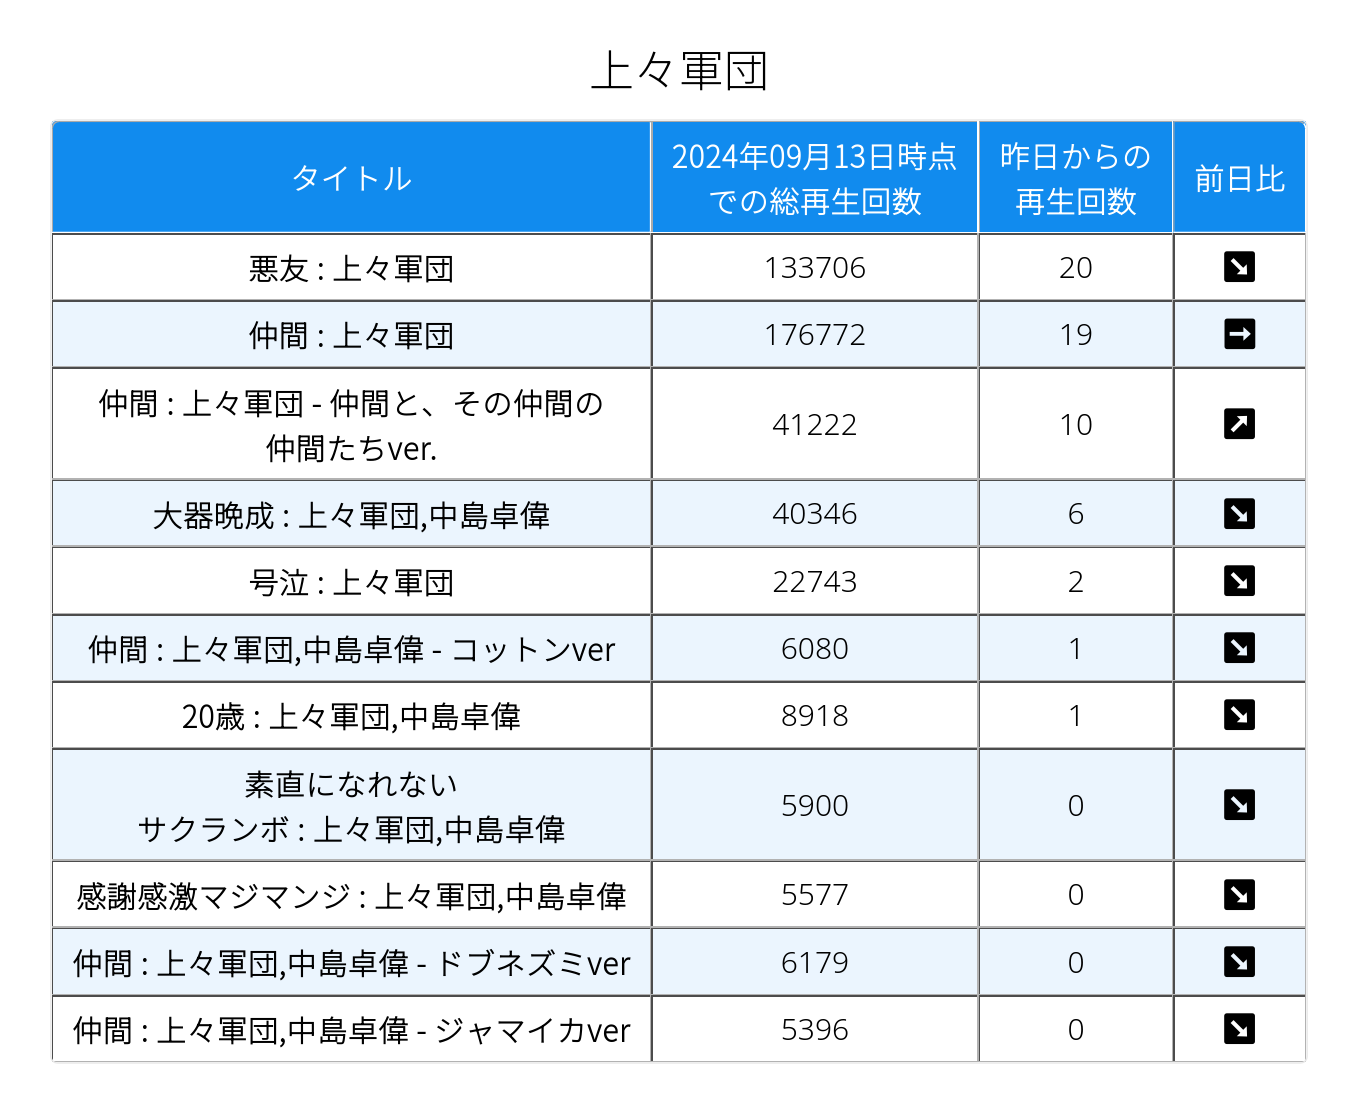 上々軍団
タイトル
2024年09月13日時点
での総再生回数
昨日からの
再生回数
前日比
悪友 : 上々軍団 133706 20 ↘
仲間 : 上々軍団 176772 19 →
仲間 : 上々軍団 - 仲間と、その仲間の
仲間たちver. 41222 10 ↗
大器晩成 : 上々軍団,中島卓偉 40346 6 ↘
号泣 : 上々軍団 22743 2 ↘
仲間 : 上々軍団,中島卓偉 - コットンver 6080 1 ↘
20歳 : 上々軍団,中島卓偉 8918 1 ↘
素直になれない
サクランボ : 上々軍団,中島卓偉 5900 0 ↘
感謝感激マジマンジ : 上々軍団,中島卓偉 5577 0 ↘
仲間 : 上々軍団,中島卓偉 - ドブネズミver 6179 0 ↘
仲間 : 上々軍団,中島卓偉 - ジャマイカver 5396 0 ↘